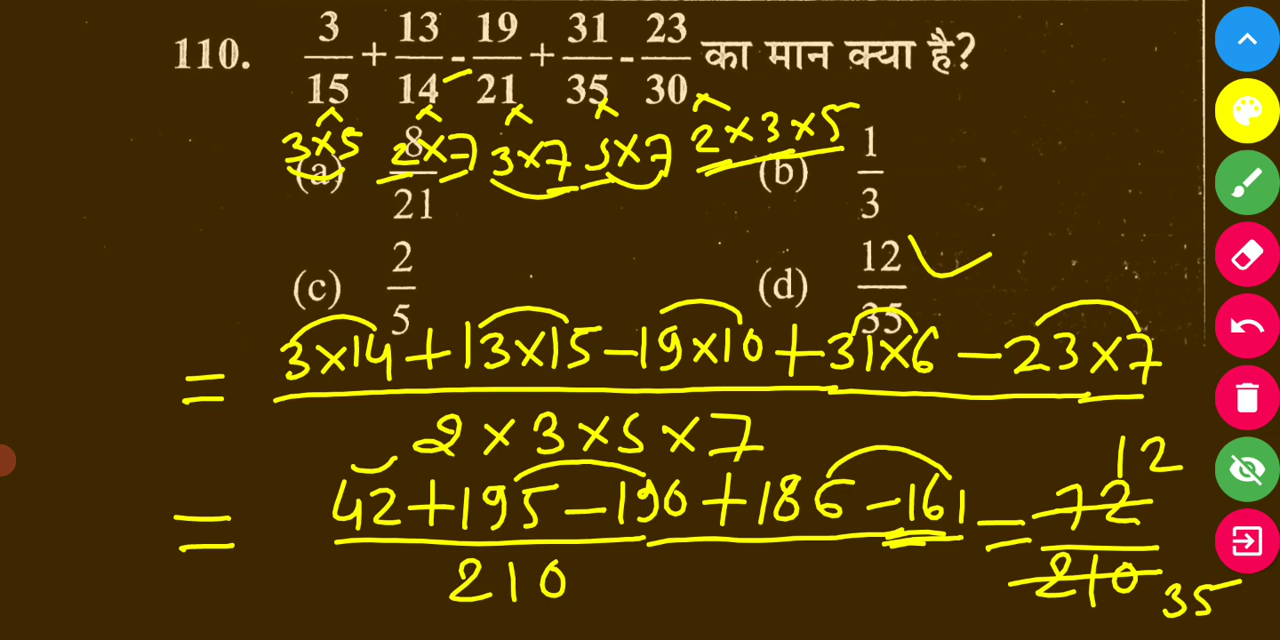 110. 3/15 + 13/14 - 19/21 + 31/35 - 23/30 का मान क्या है?
3×5 2×7 3×7 5×7 2×3×5
(a) 8/21 (b) 1/3
(c) 2/5 (d) 12/35
= 3×14+13×15-19×10+31×6-23×7
2×3×5×7
= 42+195-190+186-161 = 72 12
210 210 35